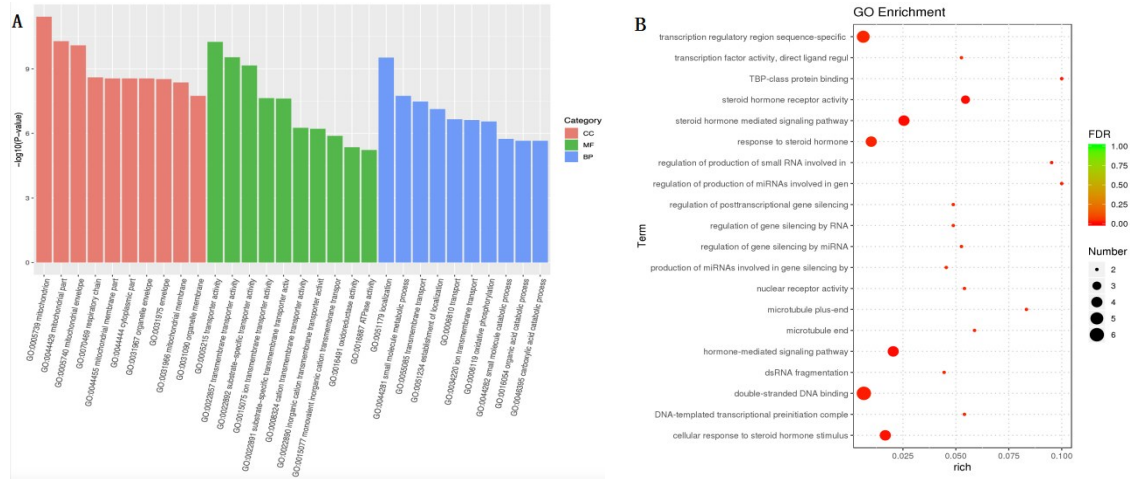 A
-log10(P-value)
9
6
3
0
GO:0005739 mitochondrion
GO:0044429 mitochondrial part
GO:0005740 mitochondrial envelope
GO:0070469 respiratory chain
GO:0044455 mitochondrial membrane part
GO:0044444 cytoplasmic part
GO:0031967 organelle envelope
GO:0031975 envelope
GO:0031966 mitochondrial membrane
GO:0031090 organelle membrane
GO:0005215 transporter activity
GO:0022857 transmembrane transporter activity
GO:0022892 substrate-specific transporter activity
GO:0015075 ion transmembrane transporter activity
GO:0022891 substrate-specific transmembrane transporter activ
GO:0008324 cation transmembrane transporter activity
GO:0022890 inorganic cation transmembrane transporter activit
GO:0015077 monovalent inorganic cation transmembrane transpor
GO:0016491 oxidoreductase activity
GO:0016887 ATPase activity
GO:0051179 localization
GO:0044281 small molecule metabolic process
GO:0055085 transmembrane transport
GO:0051234 establishment of localization
GO:0006810 transport
GO:0034220 ion transmembrane transport
GO:0006119 oxidative phosphorylation
GO:0044282 small molecule catabolic process
GO:0016054 organic acid catabolic process
GO:0046395 carboxylic acid catabolic process
Category
CC
MF
BP
B
GO Enrichment
Term
transcription regulatory region sequence-specific
transcription factor activity, direct ligand regul
TBP-class protein binding
steroid hormone receptor activity
steroid hormone mediated signaling pathway
response to steroid hormone
regulation of production of small RNA involved in
regulation of production of miRNAs involved in gen
regulation of posttranscriptional gene silencing
regulation of gene silencing by RNA
regulation of gene silencing by miRNA
production of miRNAs involved in gene silencing by
nuclear receptor activity
microtubule plus-end
microtubule end
hormone-mediated signaling pathway
dsRNA fragmentation
double-stranded DNA binding
DNA-templated transcriptional preinitiation comple
cellular response to steroid hormone stimulus
0.025
0.050
0.075
0.100
rich
FDR
1.00
0.75
0.50
0.25
0.00
Number
2
3
4
5
6